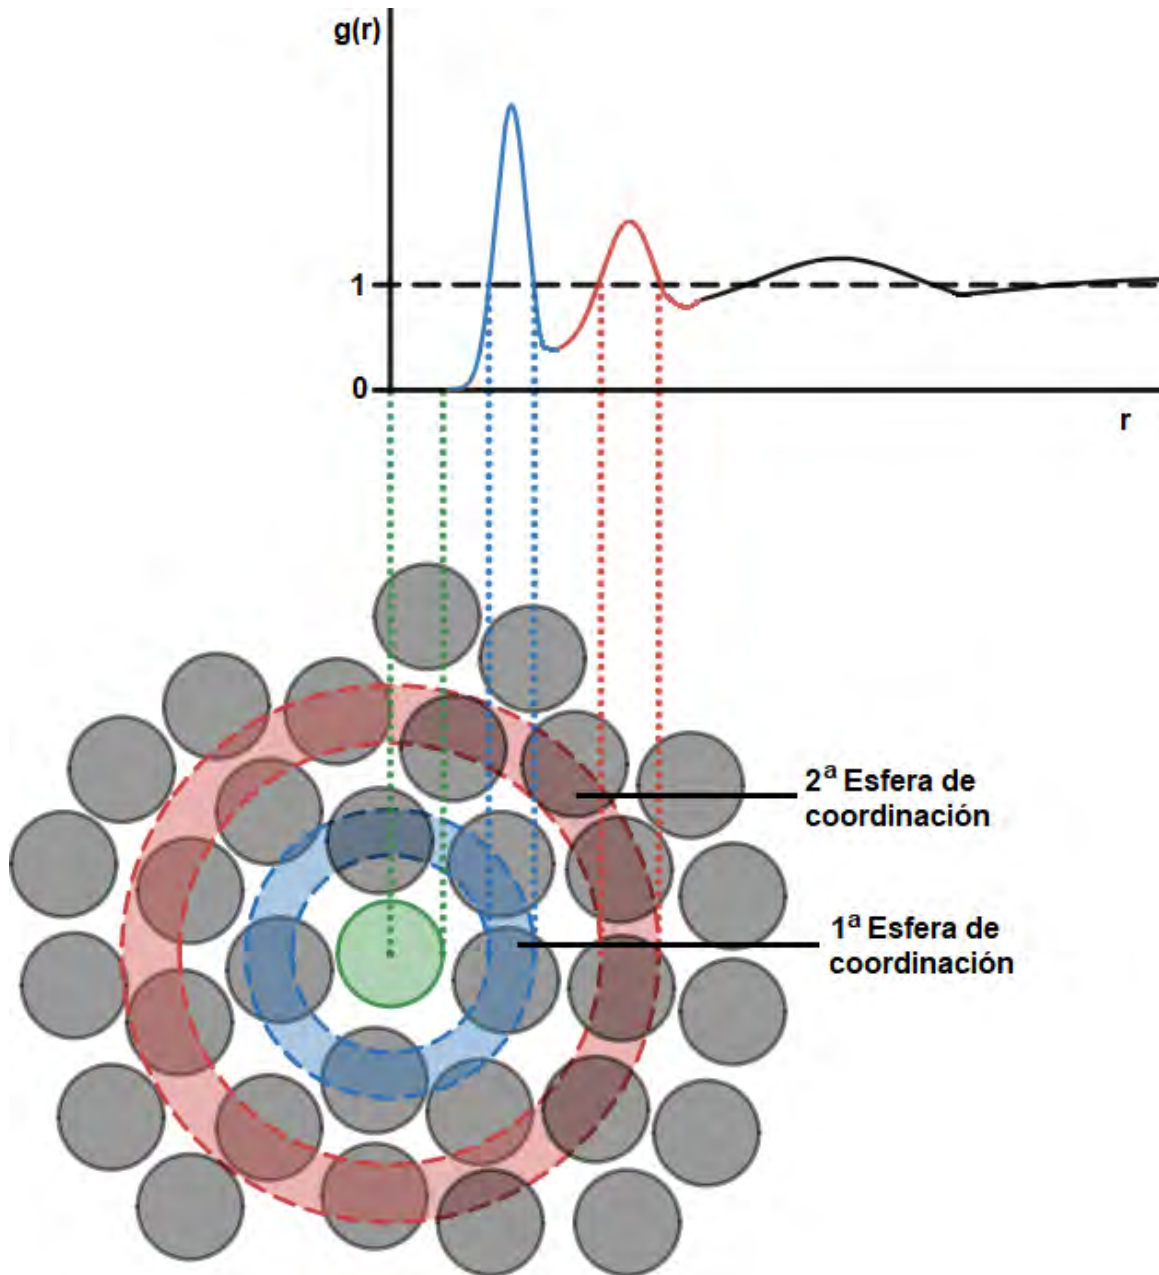 g(r)
1
0
r
2ª Esfera de
coordinación
1ª Esfera de
coordinación